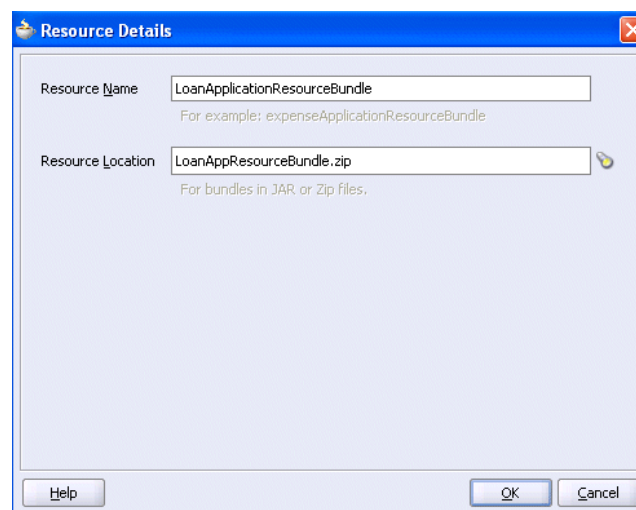 Resource Details
Resource Name
LoanApplicationResourceBundle
For example: expenseApplicationResourceBundle
Resource Location
LoanAppResourceBundle.zip
For bundles in JAR or Zip files.
Help
OK
Cancel